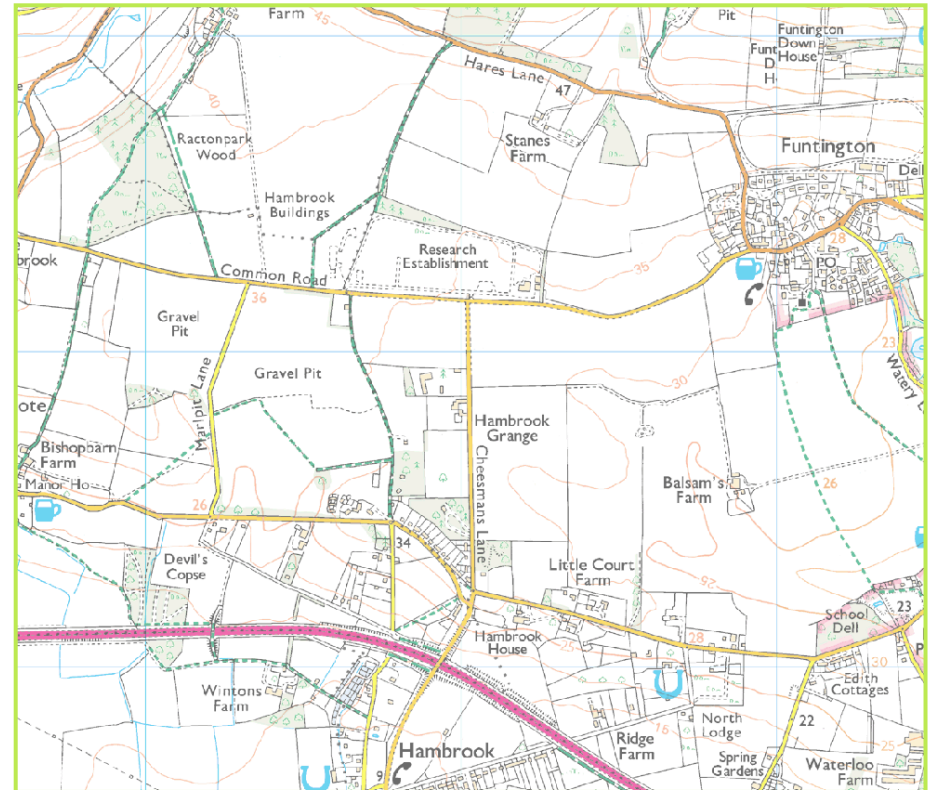 Farm
45
Pit
Funtington
Down
House
Funt
D
H
Hares Lane
47
40
Ractonpark
Wood
Stanes
Farm
Funtington
Dell
Hambrook
Buildings
Research
Establishment
35
28
PO
brook
Common Road
36
Gravel
Pit
23
Marlpit Lane
Gravel Pit
30
Watery L
ote
Hambrook
Grange
Bishopbarn
Farm
Manor Ho
Cheesmans Lane
Balsam's
Farm
26
26
34
Devil's
Copse
Little Court
Farm
25
School
Dell
23
Hambrook
House
25
28
30
P
Edith
Cottages
Wintons
Farm
22
16
North
Lodge
Ridge
Farm
25
Hambrook
9
Spring
Gardens
Waterloo
Farm